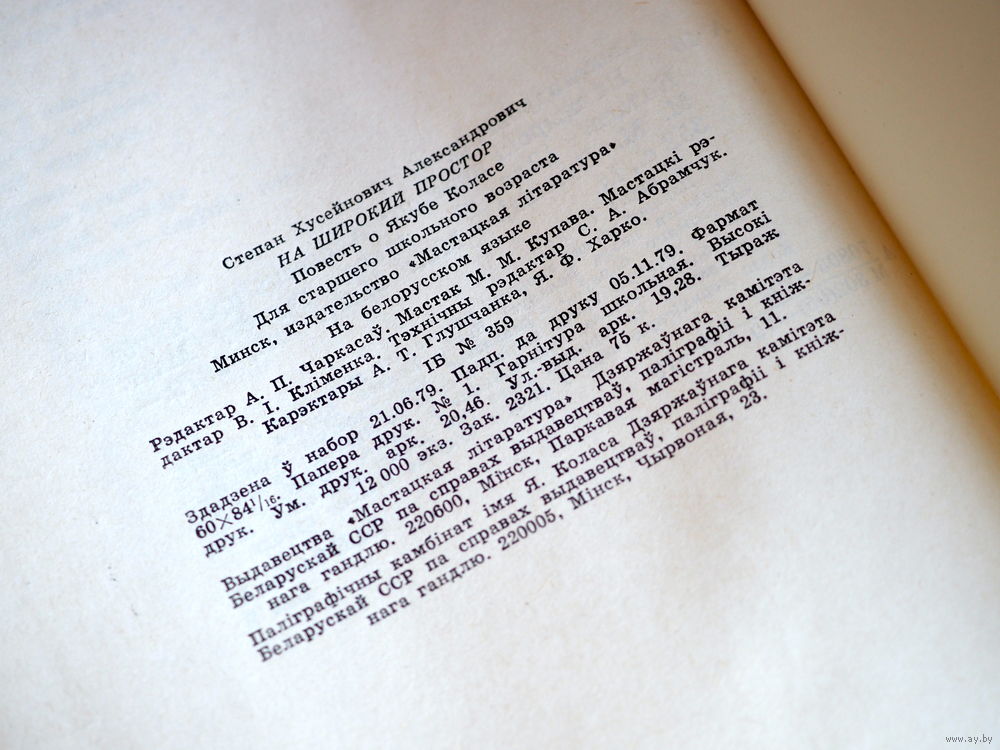 Степан Хусейнович Александрович
НА ШИРОКИЙ ПРОСТОР
Повесть о Якубе Коласе
Для старшего школьного возраста
Минск, издательство «Мастацкая літаратура»
На белорусском языке
Рэдактар А. П. Чаркасаў. Мастак М. М. Купава. Мастацкі рэ-
дактар В. І. Кліменка. Тэхнічны рэдактар С. А. Абрамчук.
Карэктары А. Т. Глушчанка, Я. Ф. Харко.
ІБ № 359
Здадзена ў набор 21.06.79. Падп. да друку 05.11.79. Фармат
60×84¹/₁₆. Папера друк. № 1. Гарнітура школьная. Высокі
друк. Ум. друк. арк. 20,46. Ул.-выд. арк. 19,28. Тыраж
12 000 экз. Зак. 2321. Цана 75 к.
Выдавецтва «Мастацкая літаратура» Дзяржаўнага камітэта
Беларускай ССР па справах выдавецтваў, паліграфіі і кніж-
нага гандлю. 220600, Мінск, Паркавая магістраль, 11.
Паліграфічны камбінат імя Я. Коласа Дзяржаўнага камітэта
Беларускай ССР па справах выдавецтваў, паліграфіі і кніж-
нага гандлю. 220005, Мінск, Чырвоная, 23.
www.ay.by